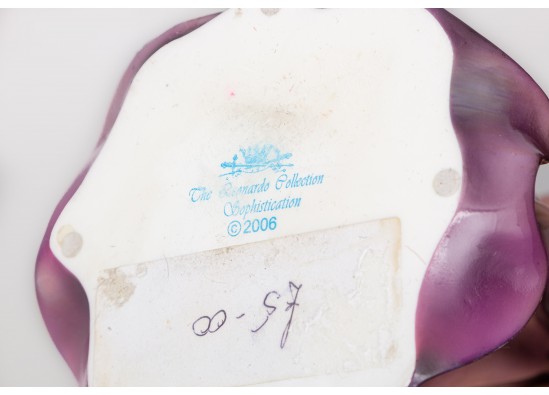 The Leonardo Collection
Sophistication
©2006
£5-00